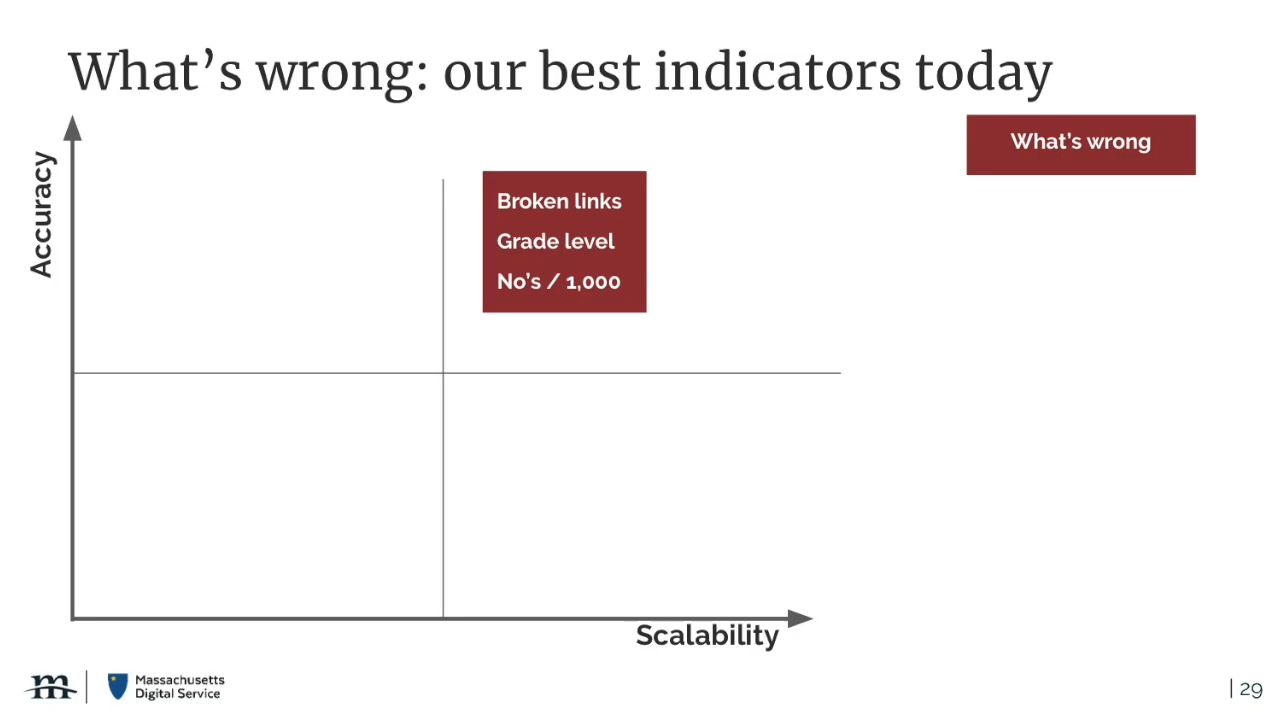 What’s wrong: our best indicators today
What’s wrong
Accuracy
Broken links
Grade level
No’s / 1,000
Scalability
m
Massachusetts
Digital Service
| 29